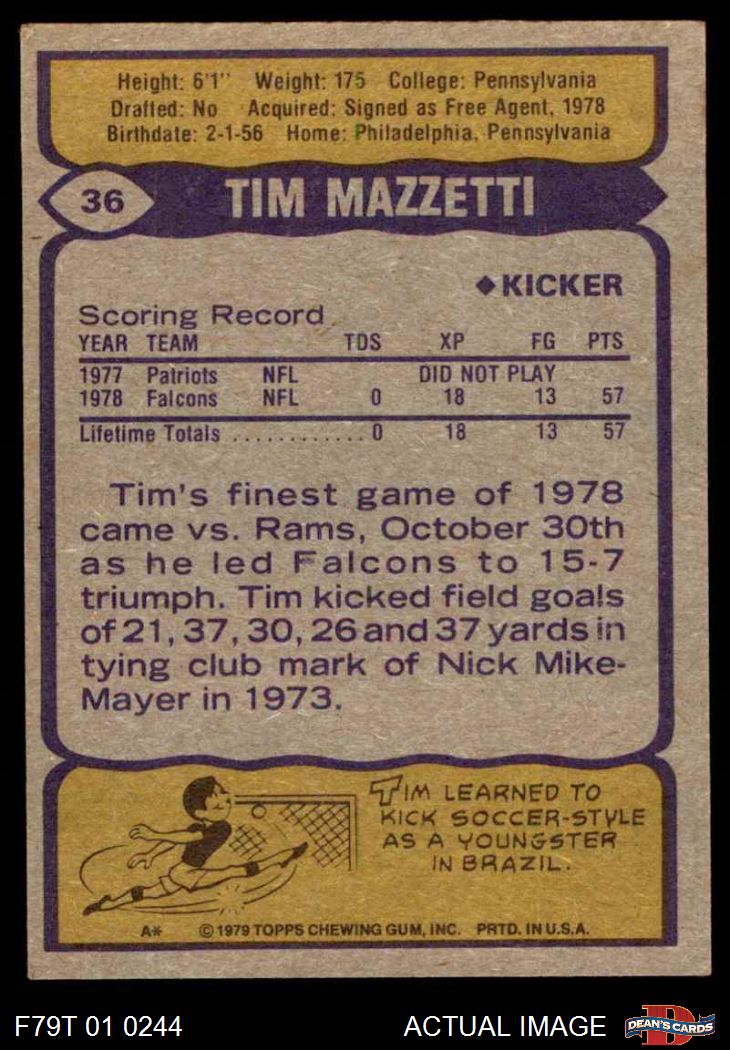 Height: 6'1" Weight: 175 College: Pennsylvania
Drafted: No Acquired: Signed as Free Agent, 1978
Birthdate: 2-1-56 Home: Philadelphia, Pennsylvania
36 TIM MAZZETTI
◆KICKER
Scoring Record
YEAR TEAM TDS XP FG PTS
1977 Patriots NFL DID NOT PLAY
1978 Falcons NFL 0 18 13 57
Lifetime Totals ............ 0 18 13 57
Tim's finest game of 1978
came vs. Rams, October 30th
as he led Falcons to 15-7
triumph. Tim kicked field goals
of 21, 37, 30, 26 and 37 yards in
tying club mark of Nick Mike-
Mayer in 1973.
TIM LEARNED TO
KICK SOCCER-STYLE
AS A YOUNGSTER
IN BRAZIL.
A* © 1979 TOPPS CHEWING GUM, INC. PRTD. IN U.S.A.
F79T 01 0244 ACTUAL IMAGE D DEAN'S CARDS